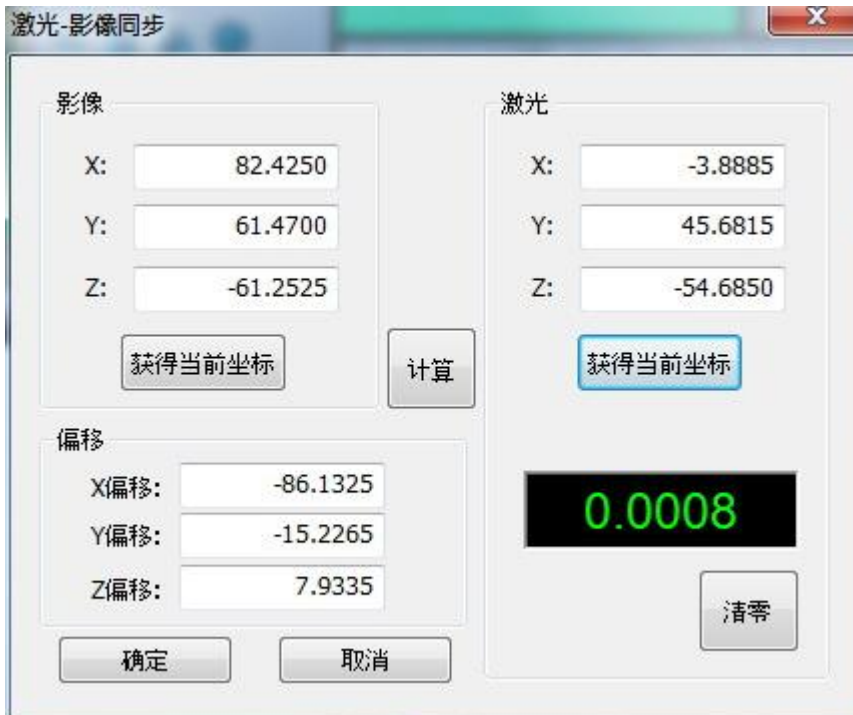 激光-影像同步
影像
X: 82.4250
Y: 61.4700
Z: -61.2525
获得当前坐标
计算
激光
X: -3.8885
Y: 45.6815
Z: -54.6850
获得当前坐标
0.0008
清零
偏移
X偏移: -86.1325
Y偏移: -15.2265
Z偏移: 7.9335
确定
取消